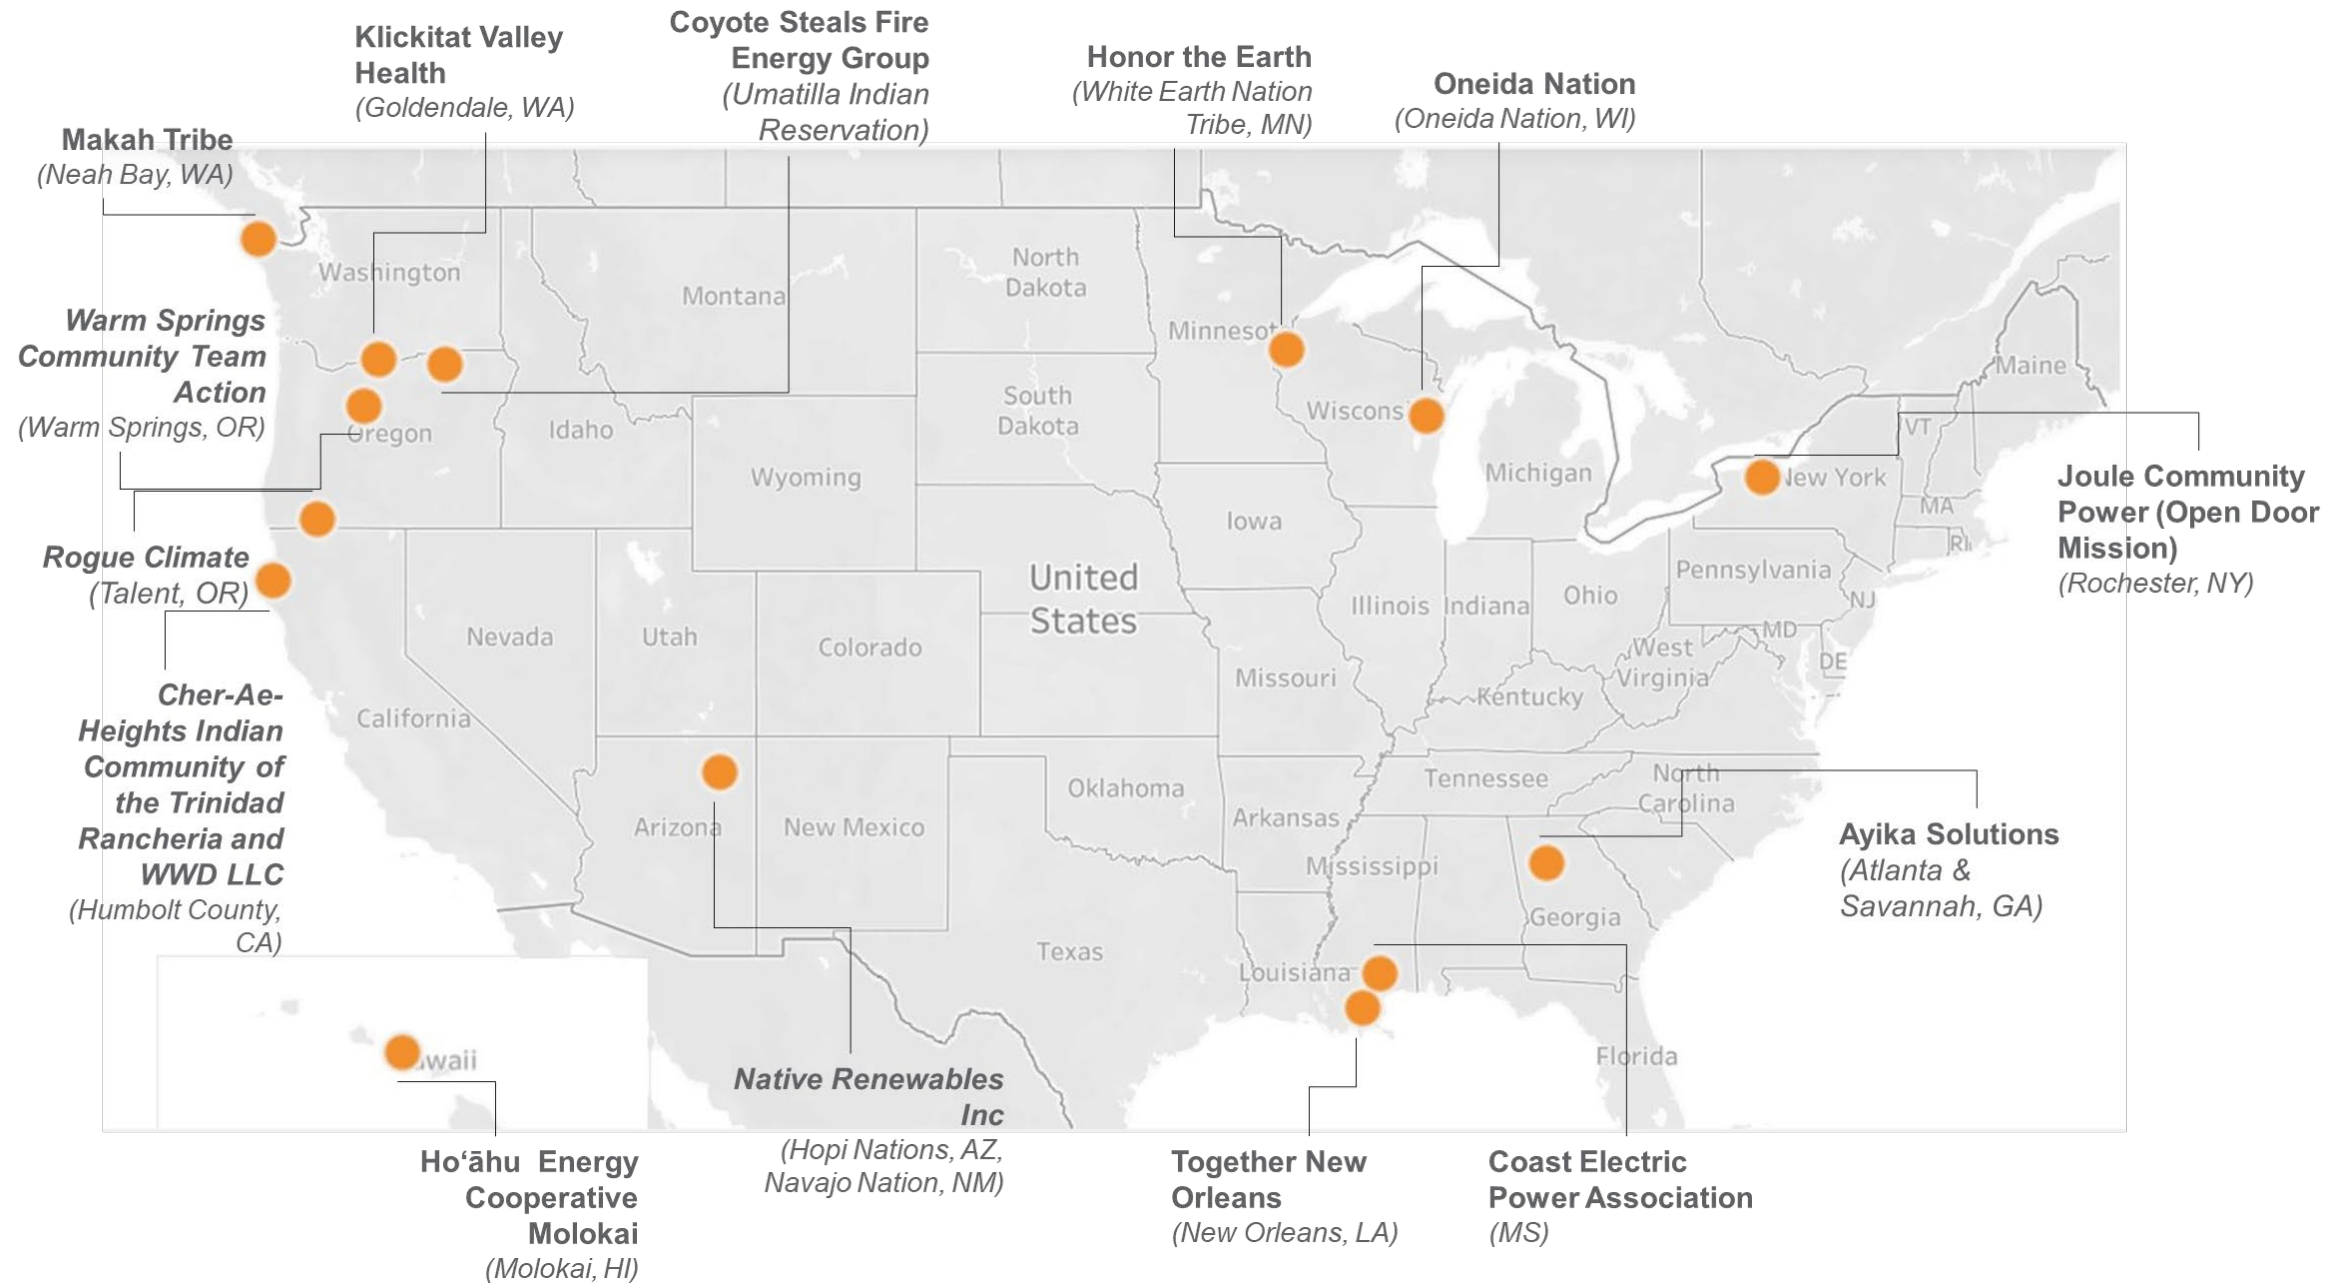 Klickitat Valley
Health
(Goldendale, WA)
Coyote Steals Fire
Energy Group
(Umatilla Indian
Reservation)
Honor the Earth
(White Earth Nation
Tribe, MN)
Oneida Nation
(Oneida Nation, WI)
Makah Tribe
(Neah Bay, WA)
Warm Springs
Community Team
Action
(Warm Springs, OR)
Rogue Climate
(Talent, OR)
Cher-Ae-
Heights Indian
Community of
the Trinidad
Rancheria and
WWD LLC
(Humbolt County,
CA)
Joule Community
Power (Open Door
Mission)
(Rochester, NY)
Ayika Solutions
(Atlanta &
Savannah, GA)
Native Renewables
Inc
(Hopi Nations, AZ,
Navajo Nation, NM)
Hoʻāhu Energy
Cooperative
Molokai
(Molokai, HI)
Together New
Orleans
(New Orleans, LA)
Coast Electric
Power Association
(MS)
Washington
Montana
North
Dakota
Minnesot
Maine
South
Dakota
Wiscons
Oregon
Idaho
VT
Wyoming
Michigan
New York
MA
Iowa
RI
United
States
Pennsylvania
Illinois
Indiana
Ohio
NJ
Nevada
Utah
Colorado
MD
West
Virginia
DE
Missouri
Kentucky
California
Oklahoma
Tennessee
North
Carolina
Arizona
New Mexico
Arkansas
Mississippi
Georgia
Texas
Louisiana
Florida
waii